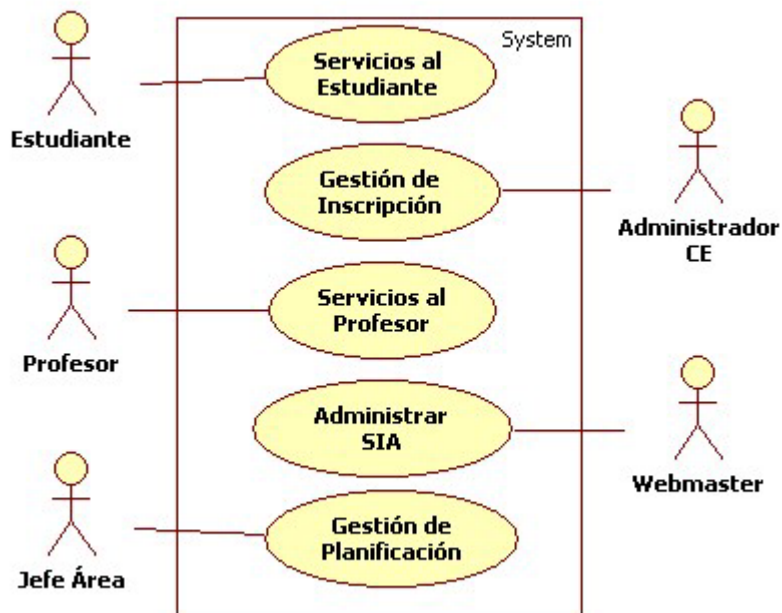 System
Servicios al
Estudiante
Estudiante
Gestión de
Inscripción
Administrador
CE
Servicios al
Profesor
Profesor
Administrar
SIA
Webmaster
Gestión de
Planificación
Jefe Área